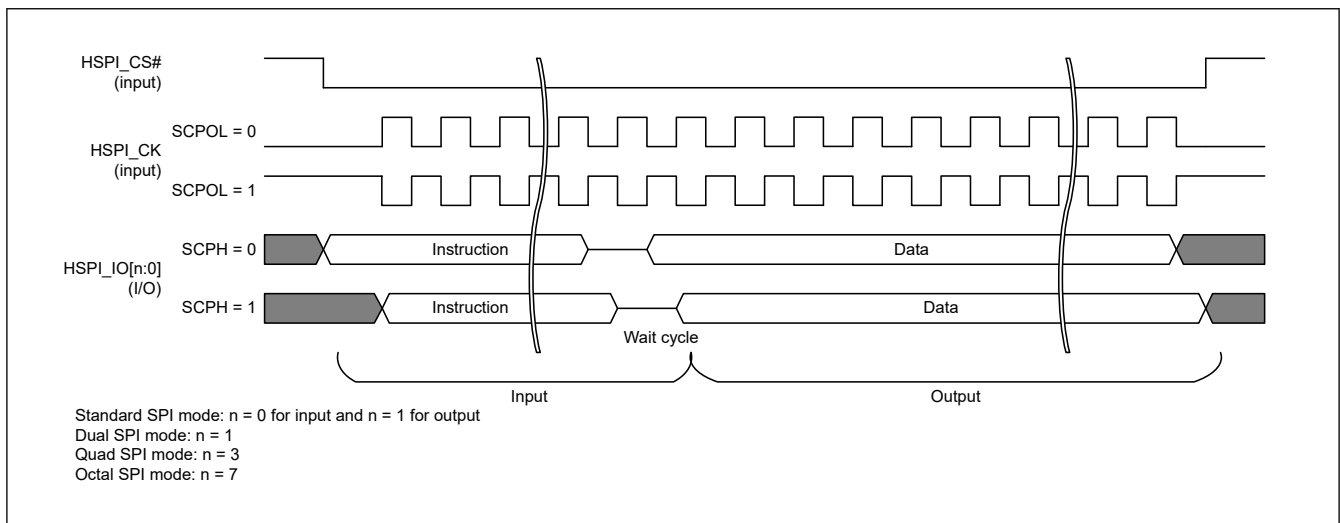 HSPI_CS#
(input)
SCPOL = 0
HSPI_CK
(input)
SCPOL = 1
SCPH = 0
Instruction
Data
HSPI_IO[n:0]
(I/O)
SCPH = 1
Instruction
Data
Wait cycle
Input
Output
Standard SPI mode: n = 0 for input and n = 1 for output
Dual SPI mode: n = 1
Quad SPI mode: n = 3
Octal SPI mode: n = 7